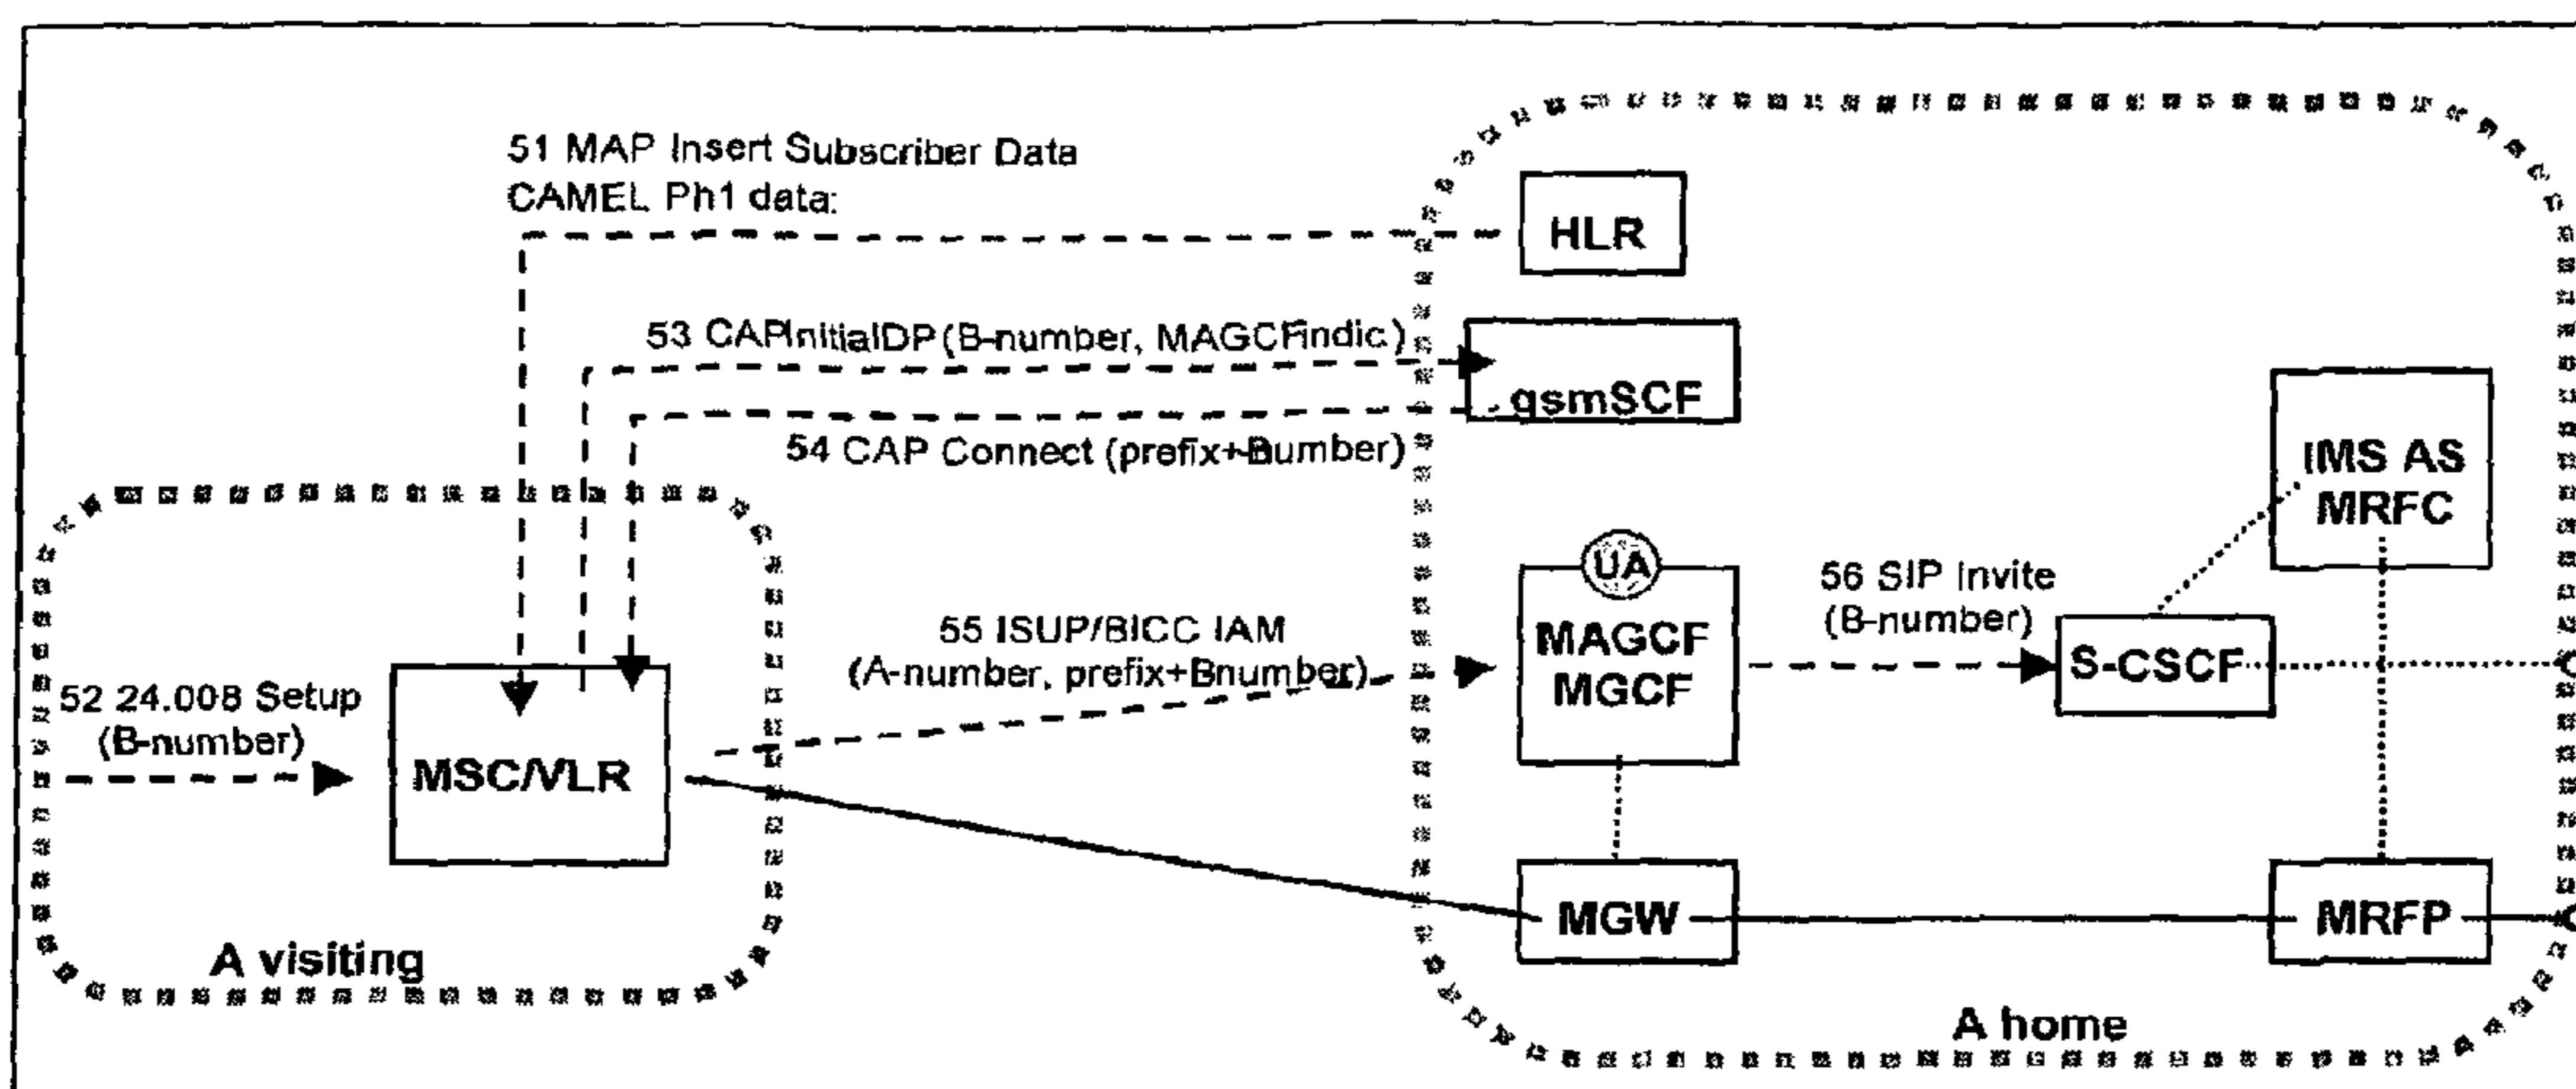 51 MAP Insert Subscriber Data
CAMEL Ph1 data:
HLR
53 CAPInitialDP(B-number, MAGCFindic)
gsmSCF
54 CAP Connect (prefix+Bumber)
IMS AS
MRFC
UA
56 SIP Invite
(B-number)
55 ISUP/BICC IAM
(A-number, prefix+Bnumber)
MAGCF
MGCF
S-CSCF
52 24.008 Setup
(B-number)
MSC/VLR
MGW
MRFP
A visiting
A home